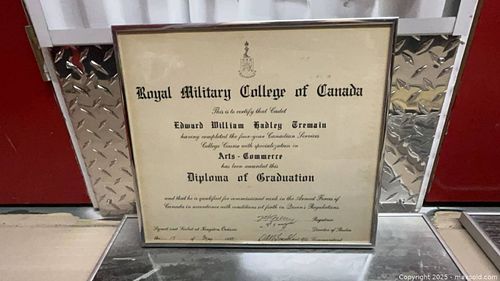 Royal Military College of Canada
This is to certify that Cadet
Edward William Hadley Tremain
having completed the four-year Canadian Services
College Course with specialization in
Arts - Commerce
has been awarded this
Diploma of Graduation
and that he is qualified for commissioned rank in the Armed Forces of
Canada in accordance with conditions set forth in Queen's Regulations.
Registrar
Director of Studies
Signed and Sealed at Kingston, Ontario
Commandant
Copyright 2025 - maxsold.com